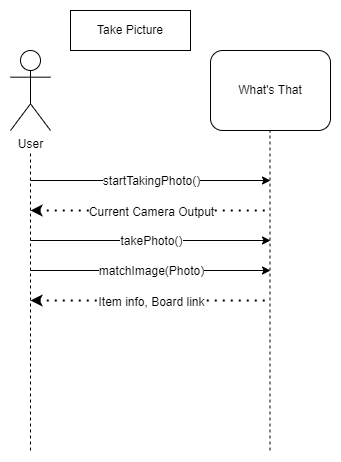 Take Picture
What's That
User
startTakingPhoto()
Current Camera Output
takePhoto()
matchImage(Photo)
Item info, Board link